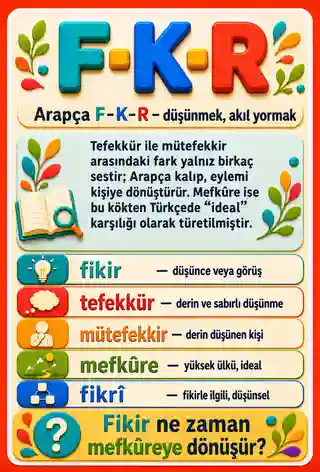 F-K-R
Arapça F-K-R – düşünmek, akıl yormak
Tefekkür ile mütefekkir
arasındaki fark yalnız birkaç
sestir; Arapça kalıp, eylemi
kişiye dönüştürür. Mefkûre ise
bu kökten Türkçede “ideal”
karşılığı olarak türetilmiştir.
fikir — düşünce veya görüş
tefekkür — derin ve sabırlı düşünme
mütefekkir — derin düşünen kişi
mefkûre — yüksek ülkü, ideal
fikrî — fikirle ilgili, düşünsel
? Fikir ne zaman
mefkûreye dönüşür?